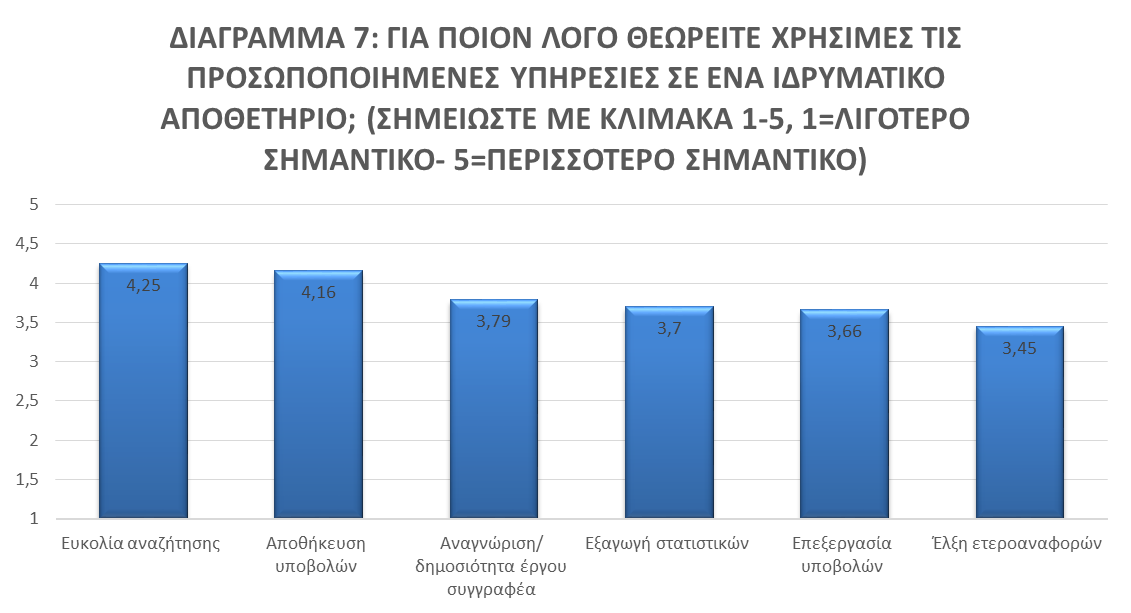 ΔΙΑΓΡΑΜΜΑ 7: ΓΙΑ ΠΟΙΟΝ ΛΟΓΟ ΘΕΩΡΕΙΤΕ ΧΡΗΣΙΜΕΣ ΤΙΣ
ΠΡΟΣΩΠΟΠΟΙΗΜΕΝΕΣ ΥΠΗΡΕΣΙΕΣ ΣΕ ΕΝΑ ΙΔΡΥΜΑΤΙΚΟ
ΑΠΟΘΕΤΗΡΙΟ; (ΣΗΜΕΙΩΣΤΕ ΜΕ ΚΛΙΜΑΚΑ 1-5, 1=ΛΙΓΟΤΕΡΟ
ΣΗΜΑΝΤΙΚΟ- 5=ΠΕΡΙΣΣΟΤΕΡΟ ΣΗΜΑΝΤΙΚΟ)
5
4,5
4
3,5
3
2,5
2
1,5
1
4,25
4,16
3,79
3,7
3,66
3,45
Ευκολία αναζήτησης
Αποθήκευση
υποβολών
Αναγνώριση/
δημοσιότητα έργου
συγγραφέα
Εξαγωγή στατιστικών
Επεξεργασία
υποβολών
Έλξη ετεροαναφορών